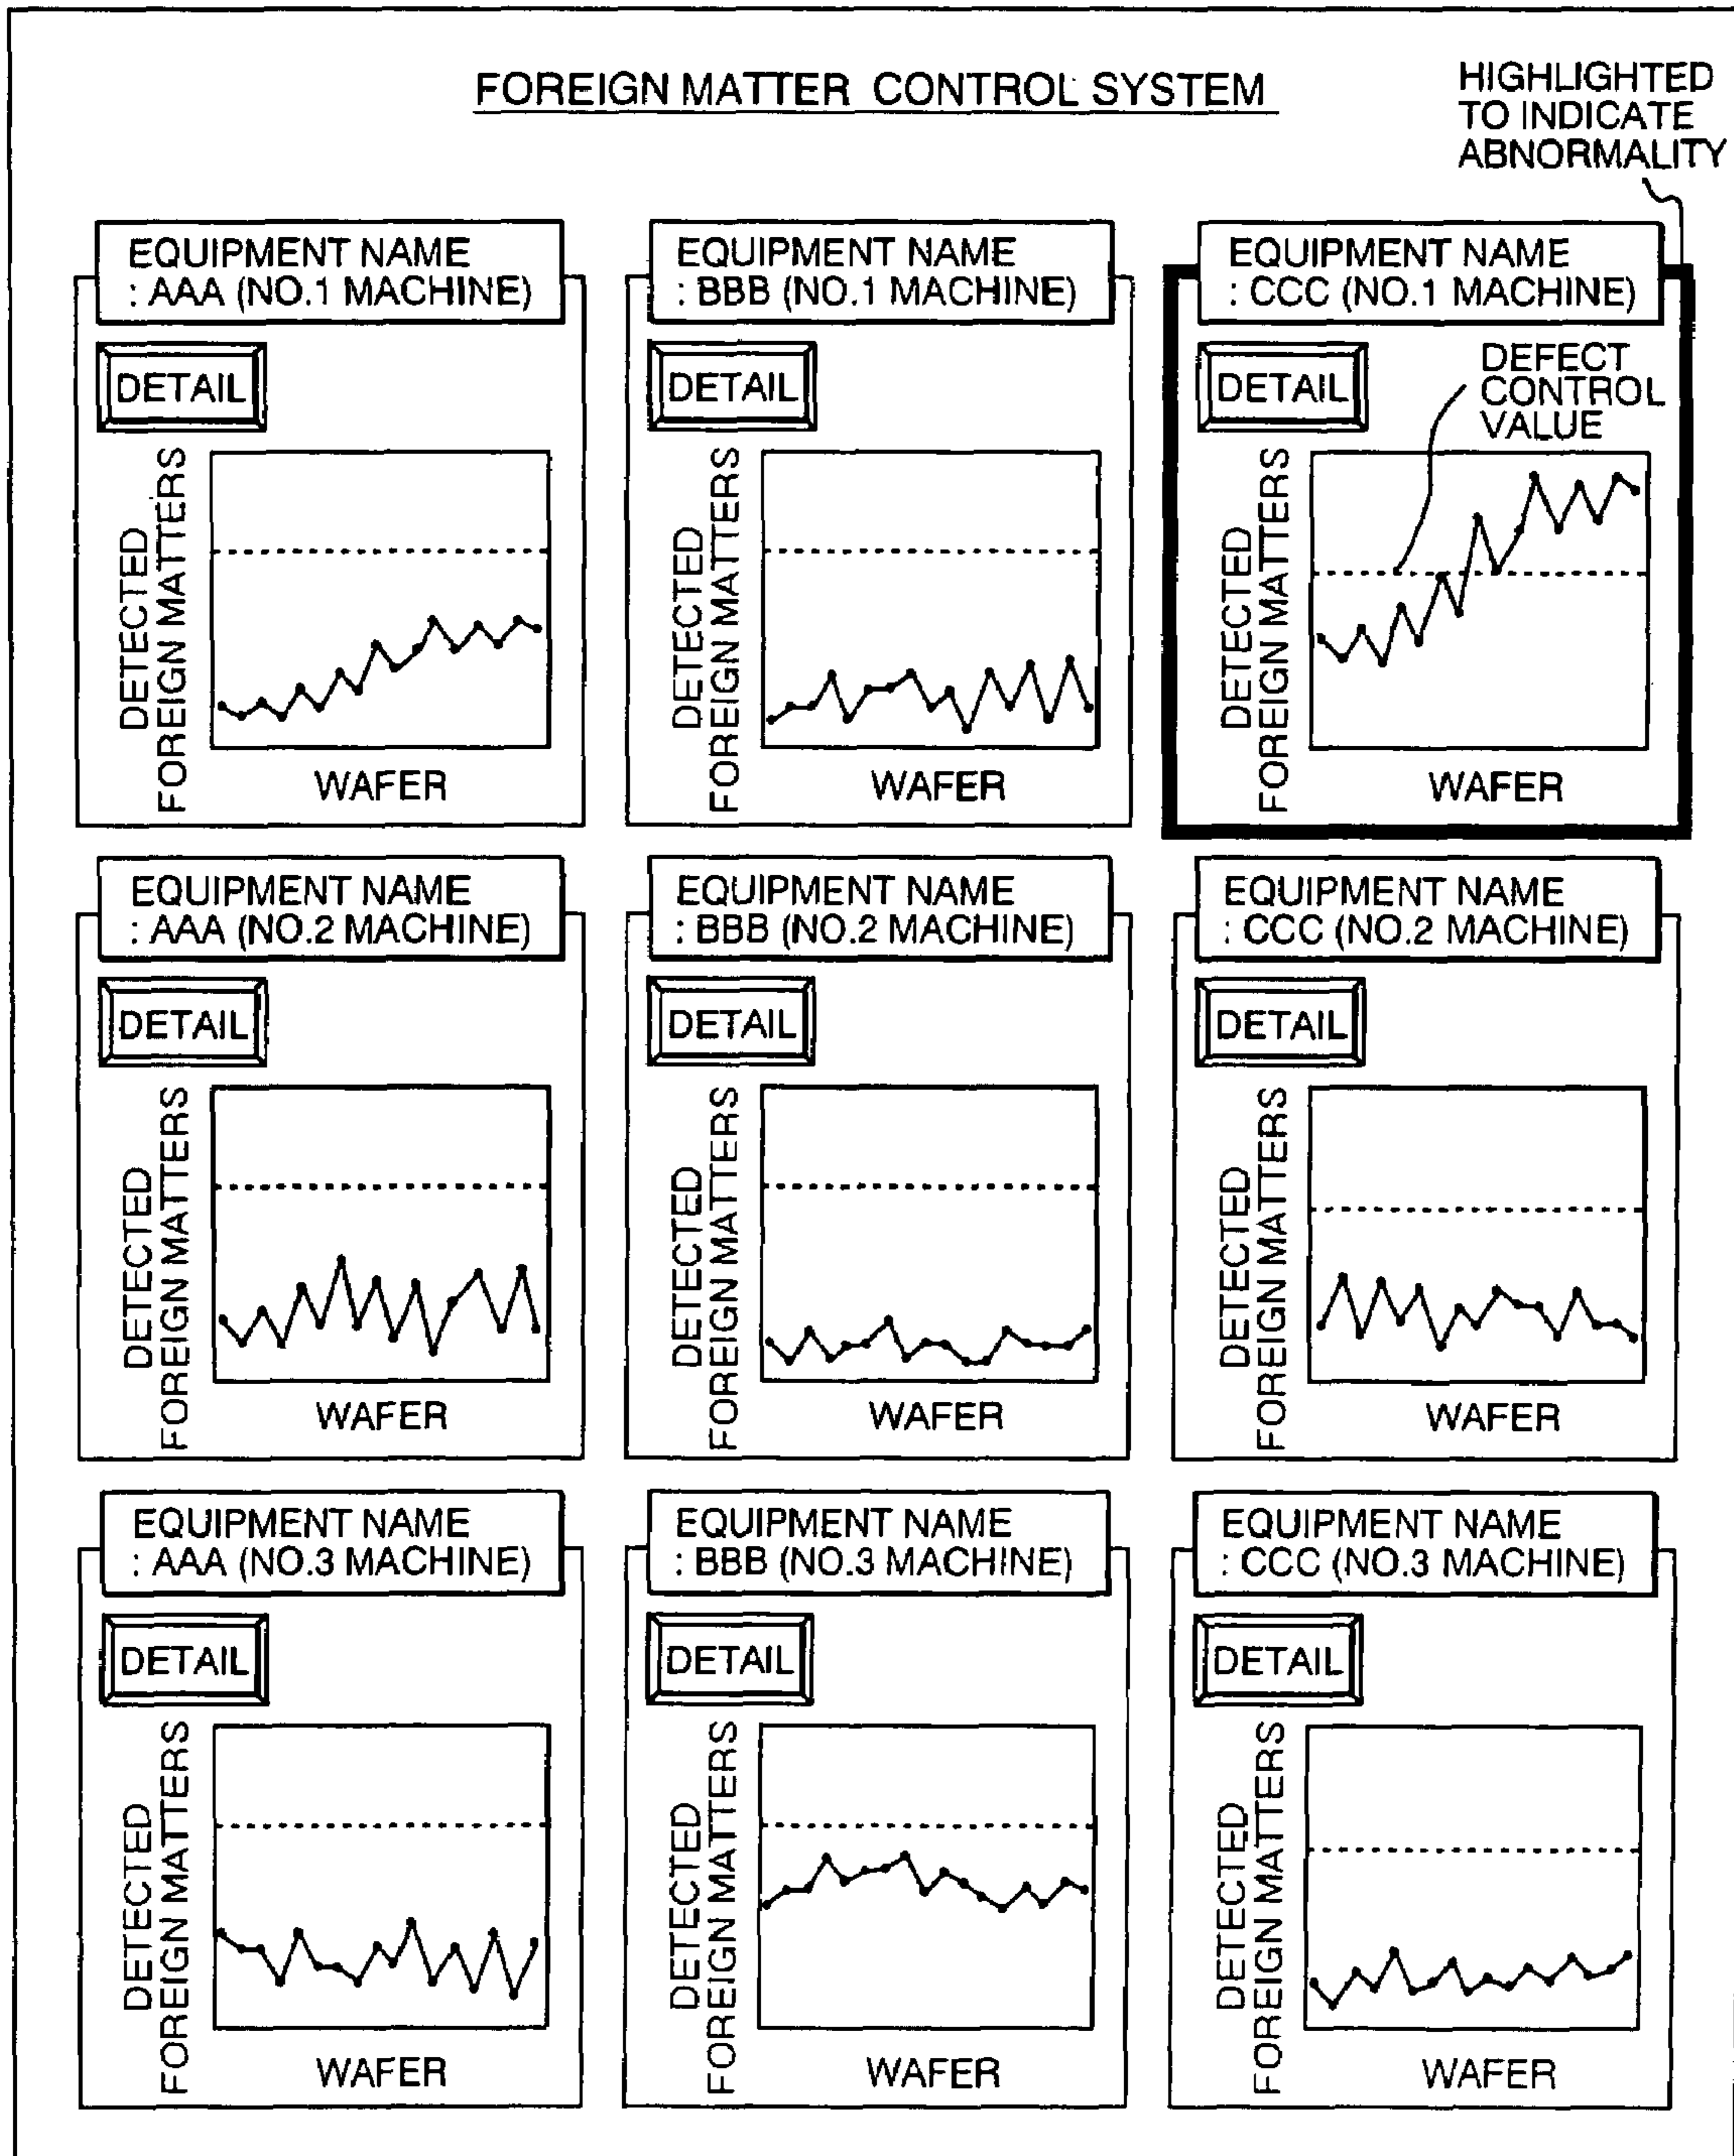 FOREIGN MATTER CONTROL SYSTEM
HIGHLIGHTED
TO INDICATE
ABNORMALITY
EQUIPMENT NAME
: AAA (NO.1 MACHINE)
DETAIL
DETECTED
FOREIGN MATTERS
WAFER
EQUIPMENT NAME
: BBB (NO.1 MACHINE)
DETAIL
DETECTED
FOREIGN MATTERS
WAFER
EQUIPMENT NAME
: CCC (NO.1 MACHINE)
DETAIL
DEFECT
CONTROL
VALUE
DETECTED
FOREIGN MATTERS
WAFER
EQUIPMENT NAME
: AAA (NO.2 MACHINE)
DETAIL
DETECTED
FOREIGN MATTERS
WAFER
EQUIPMENT NAME
: BBB (NO.2 MACHINE)
DETAIL
DETECTED
FOREIGN MATTERS
WAFER
EQUIPMENT NAME
: CCC (NO.2 MACHINE)
DETAIL
DETECTED
FOREIGN MATTERS
WAFER
EQUIPMENT NAME
: AAA (NO.3 MACHINE)
DETAIL
DETECTED
FOREIGN MATTERS
WAFER
EQUIPMENT NAME
: BBB (NO.3 MACHINE)
DETAIL
DETECTED
FOREIGN MATTERS
WAFER
EQUIPMENT NAME
: CCC (NO.3 MACHINE)
DETAIL
DETECTED
FOREIGN MATTERS
WAFER